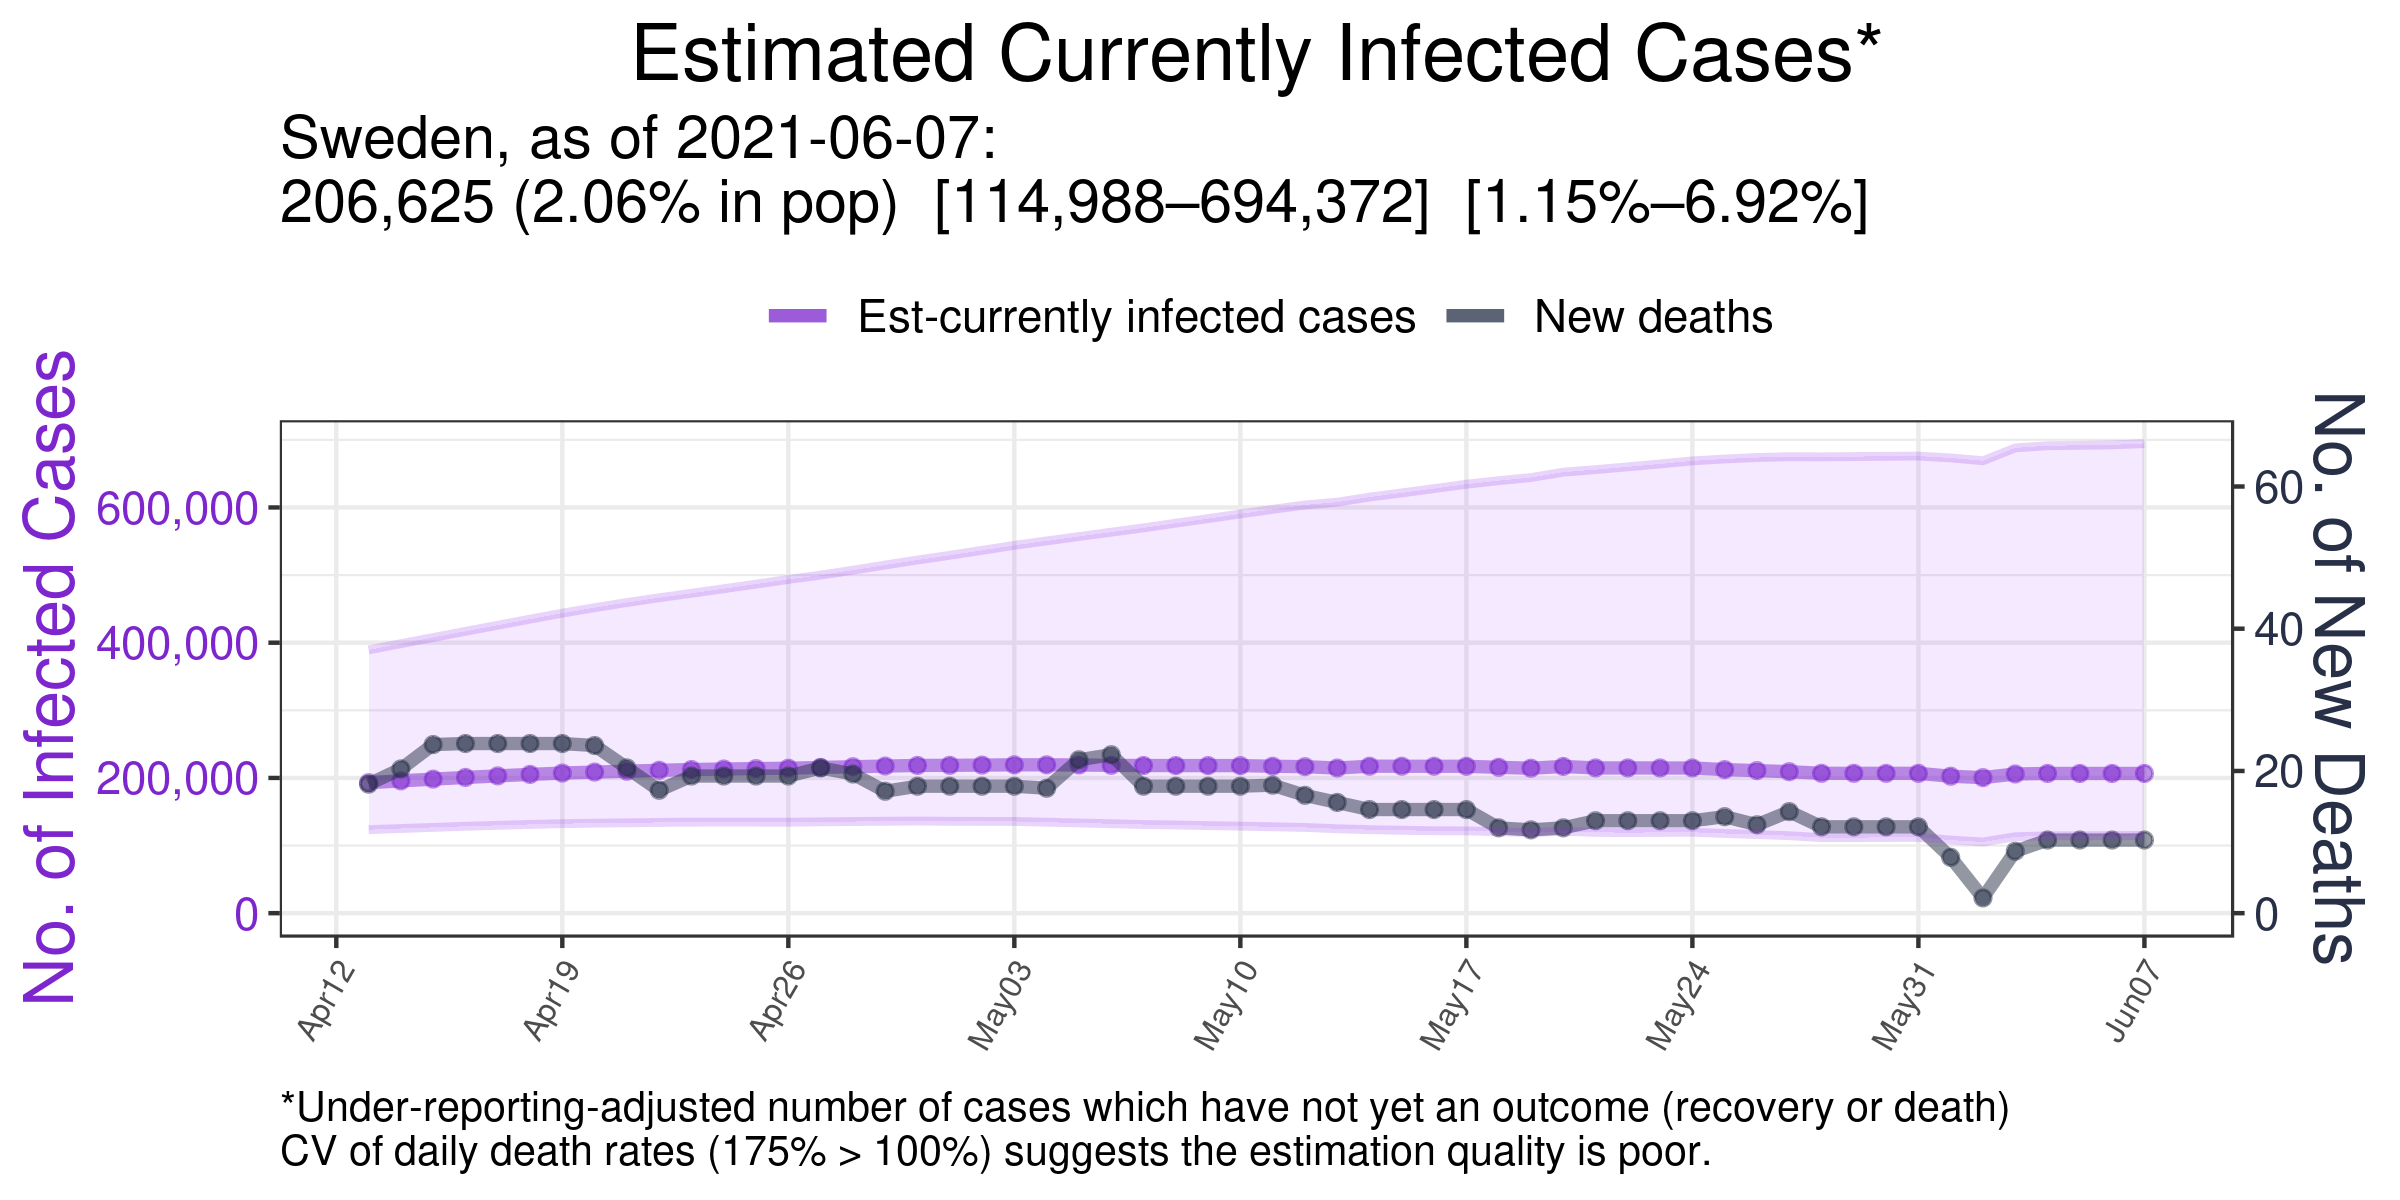 Estimated Currently Infected Cases*
Sweden, as of 2021-06-07:
206,625 (2.06% in pop) [114,988–694,372] [1.15%–6.92%]
Est-currently infected cases
New deaths
No. of Infected Cases
600,000
400,000
200,000
0
60
40
20
0
No. of New Deaths
Apr12
Apr19
Apr26
May03
May10
May17
May24
May31
Jun07
*Under-reporting-adjusted number of cases which have not yet an outcome (recovery or death)
CV of daily death rates (175% > 100%) suggests the estimation quality is poor.